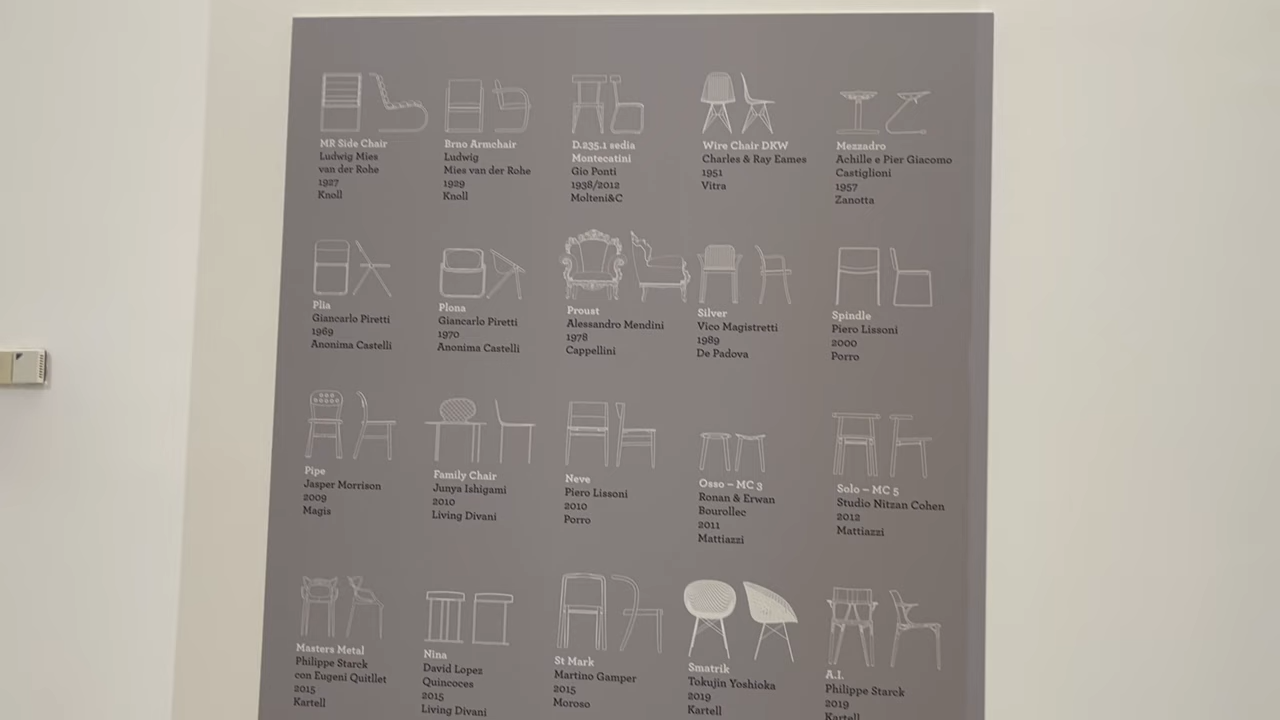 MR Side Chair
Ludwig Mies
van der Rohe
1927
Knoll
Brno Armchair
Ludwig
Mies van der Rohe
1929
Knoll
D.235.1 sedia
Montecatini
Gio Ponti
1938/2012
Molteni&C
Wire Chair DKW
Charles & Ray Eames
1951
Vitra
Mezzadro
Achille e Pier Giacomo
Castiglioni
1957
Zanotta
Plia
Giancarlo Piretti
1969
Anonima Castelli
Plona
Giancarlo Piretti
1970
Anonima Castelli
Proust
Alessandro Mendini
1978
Cappellini
Silver
Vico Magistretti
1989
De Padova
Spindle
Piero Lissoni
2000
Porro
Pipe
Jasper Morrison
2009
Magis
Family Chair
Junya Ishigami
2010
Living Divani
Neve
Piero Lissoni
2010
Porro
Osso – MC 3
Ronan & Erwan
Bourollec
2011
Mattiazzi
Solo – MC 5
Studio Nitzan Cohen
2012
Mattiazzi
Masters Metal
Philippe Starck
con Eugeni Quitllet
2015
Kartell
Nina
David Lopez
Quincoces
2015
Living Divani
St Mark
Martino Gamper
2015
Moroso
Smatrik
Tokujin Yoshioka
2019
Kartell
A.I.
Philippe Starck
2019
Kartell